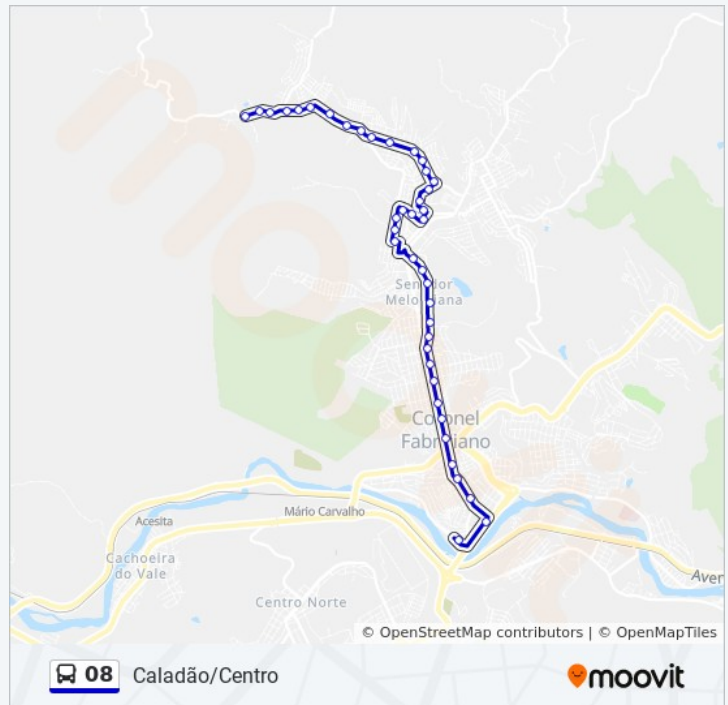 Senador
Melo Viana
Coronel
Fabriciano
Mário Carvalho
Acesita
Cachoeira
do Vale
Aver
Centro Norte
© OpenStreetMap contributors | © OpenMapTiles
08 Caladão/Centro
moovit